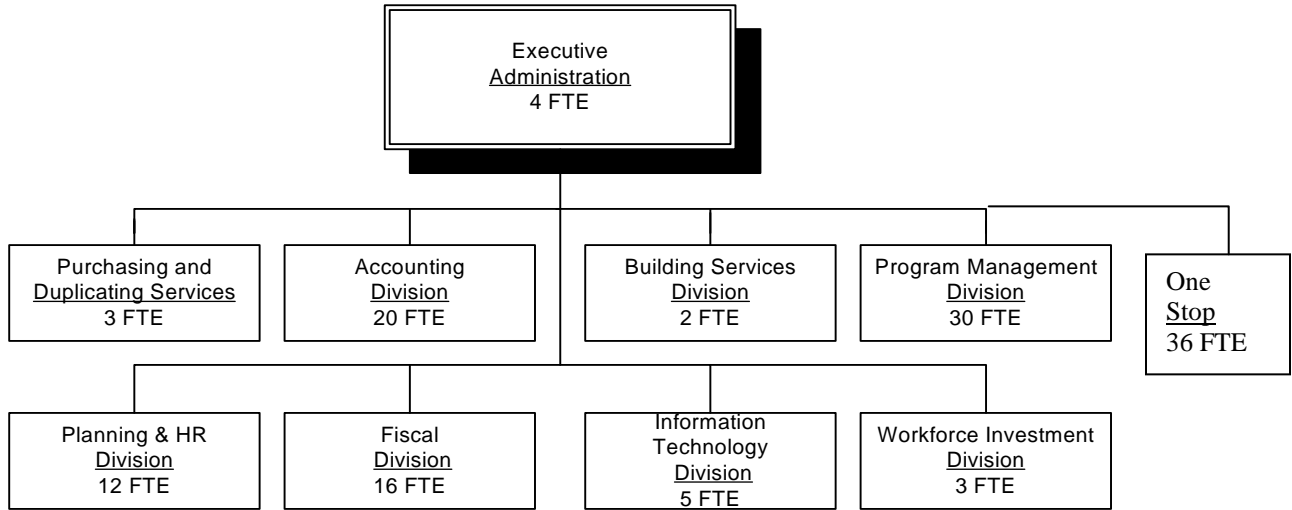 Executive
Administration
4 FTE
Purchasing and
Duplicating Services
3 FTE
Accounting
Division
20 FTE
Building Services
Division
2 FTE
Program Management
Division
30 FTE
One
Stop
36 FTE
Planning & HR
Division
12 FTE
Fiscal
Division
16 FTE
Information
Technology
Division
5 FTE
Workforce Investment
Division
3 FTE